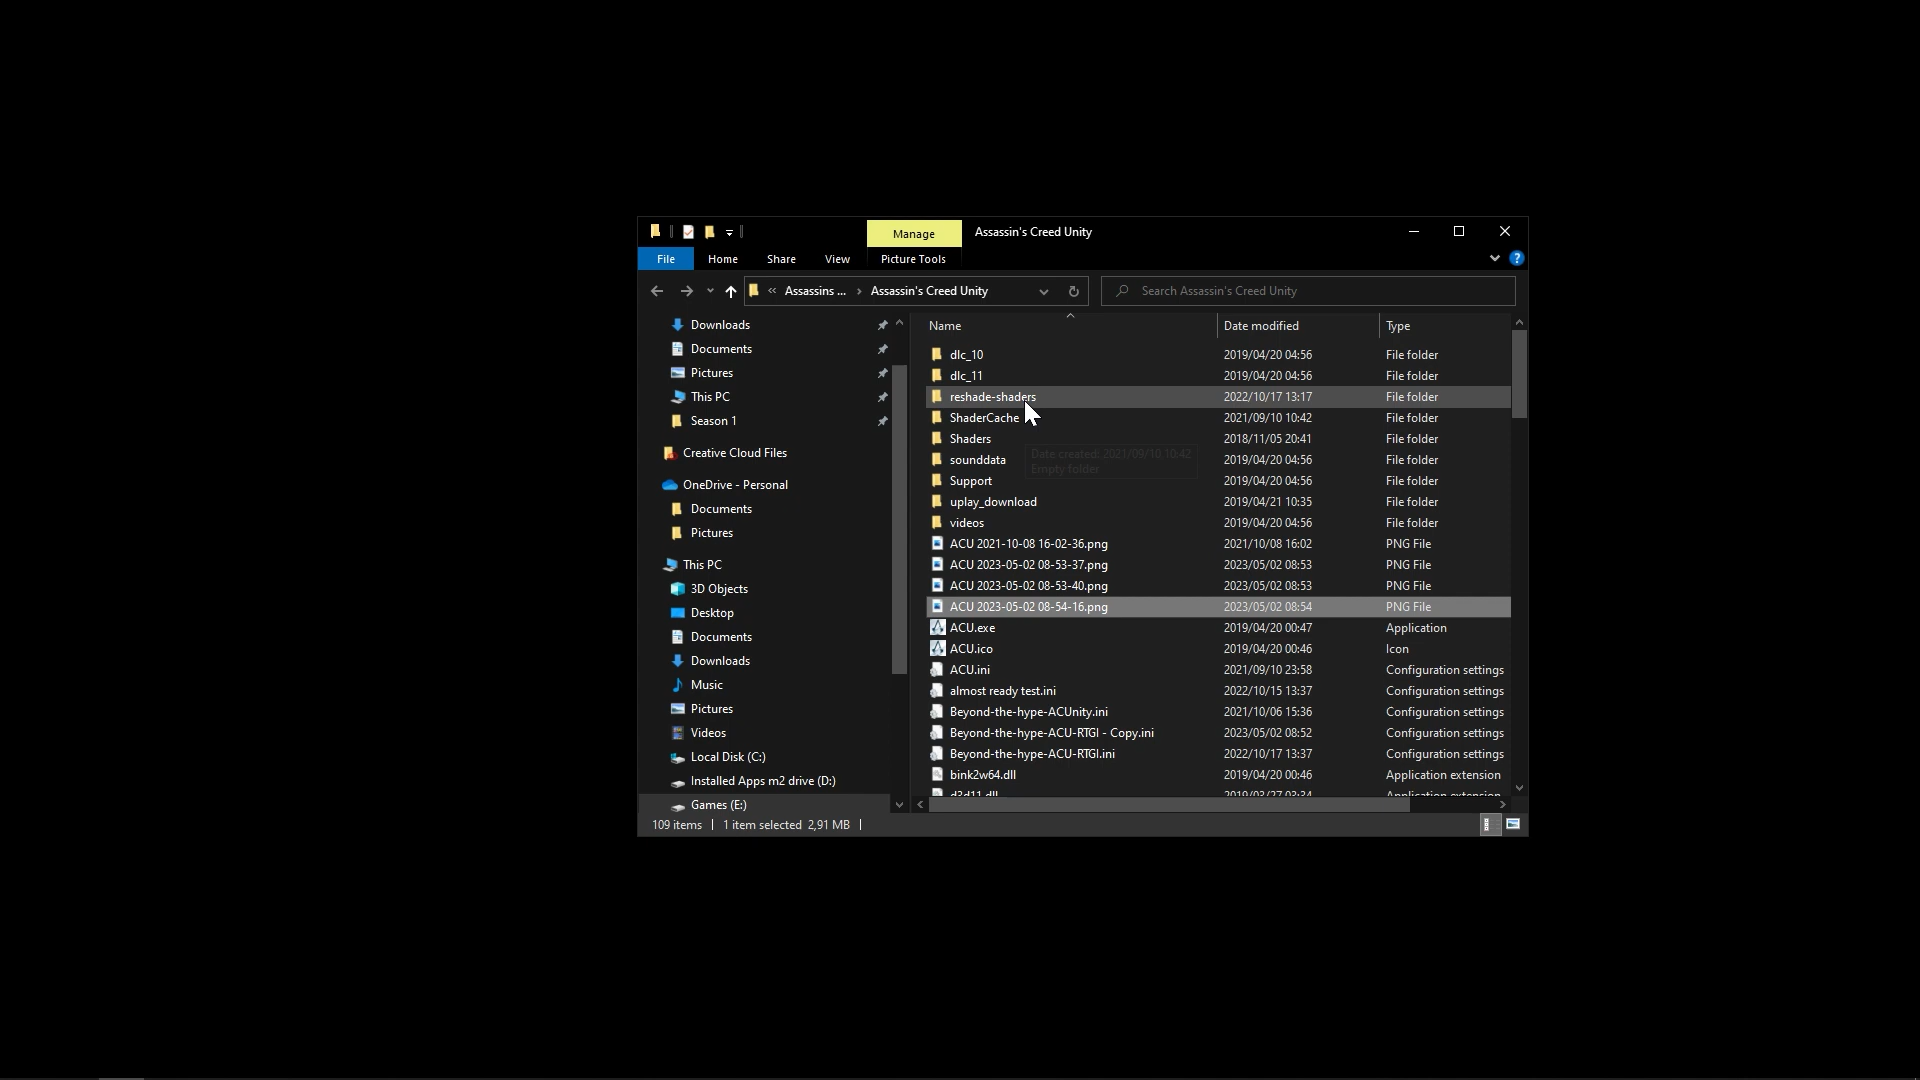 Manage
Assassin's Creed Unity
File Home Share View Picture Tools
« Assassins ... › Assassin's Creed Unity
Search Assassin's Creed Unity
Downloads
Documents
Pictures
This PC
Season 1
Creative Cloud Files
OneDrive - Personal
Documents
Pictures
This PC
3D Objects
Desktop
Documents
Downloads
Music
Pictures
Videos
Local Disk (C:)
Installed Apps m2 drive (D:)
Games (E:)
Name Date modified Type
dlc_10 2019/04/20 04:56 File folder
dlc_11 2019/04/20 04:56 File folder
reshade-shaders 2022/10/17 13:17 File folder
ShaderCache 2021/09/10 10:42 File folder
Shaders 2018/11/05 20:41 File folder
sounddata 2019/04/20 04:56 File folder
Date created: 2021/09/10 10:42
Empty folder
Support 2019/04/20 04:56 File folder
uplay_download 2019/04/21 10:35 File folder
videos 2019/04/20 04:56 File folder
ACU 2021-10-08 16-02-36.png 2021/10/08 16:02 PNG File
ACU 2023-05-02 08-53-37.png 2023/05/02 08:53 PNG File
ACU 2023-05-02 08-53-40.png 2023/05/02 08:53 PNG File
ACU 2023-05-02 08-54-16.png 2023/05/02 08:54 PNG File
ACU.exe 2019/04/20 00:47 Application
ACU.ico 2019/04/20 00:46 Icon
ACU.ini 2021/09/10 23:58 Configuration settings
almost ready test.ini 2022/10/15 13:37 Configuration settings
Beyond-the-hype-ACUnity.ini 2021/10/06 15:36 Configuration settings
Beyond-the-hype-ACU-RTGI - Copy.ini 2023/05/02 08:52 Configuration settings
Beyond-the-hype-ACU-RTGI.ini 2022/10/17 13:37 Configuration settings
bink2w64.dll 2019/04/20 00:46 Application extension
d3d11.dll 2019/03/27 03:34 Application extension
109 items 1 item selected 2,91 MB